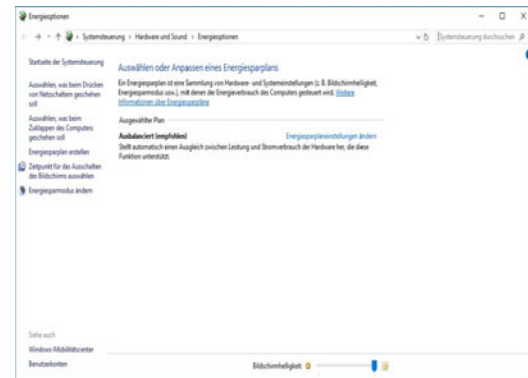 Energieoptionen
Systemsteuerung › Hardware und Sound › Energieoptionen
Systemsteuerung durchsuchen
Startseite der Systemsteuerung
Auswählen, was beim Drücken
von Netzschaltern geschehen
soll
Auswählen, was beim
Zuklappen des Computers
geschehen soll
Energiesparplan erstellen
Zeitpunkt für das Ausschalten
des Bildschirms auswählen
Energiesparmodus ändern
Auswählen oder Anpassen eines Energiesparplans
Ein Energiesparplan ist eine Sammlung von Hardware- und Systemeinstellungen (z. B. Bildschirmhelligkeit,
Energiesparmodus usw.), mit denen der Energieverbrauch des Computers gesteuert wird. Weitere
Informationen über Energiesparpläne
Ausgewählter Plan
Ausbalanciert (empfohlen) Energiesparplaneinstellungen ändern
Stellt automatisch einen Ausgleich zwischen Leistung und Stromverbrauch der Hardware her, die diese
Funktion unterstützt.
Siehe auch
Windows-Mobilitätscenter
Benutzerkonten
Bildschirmhelligkeit: